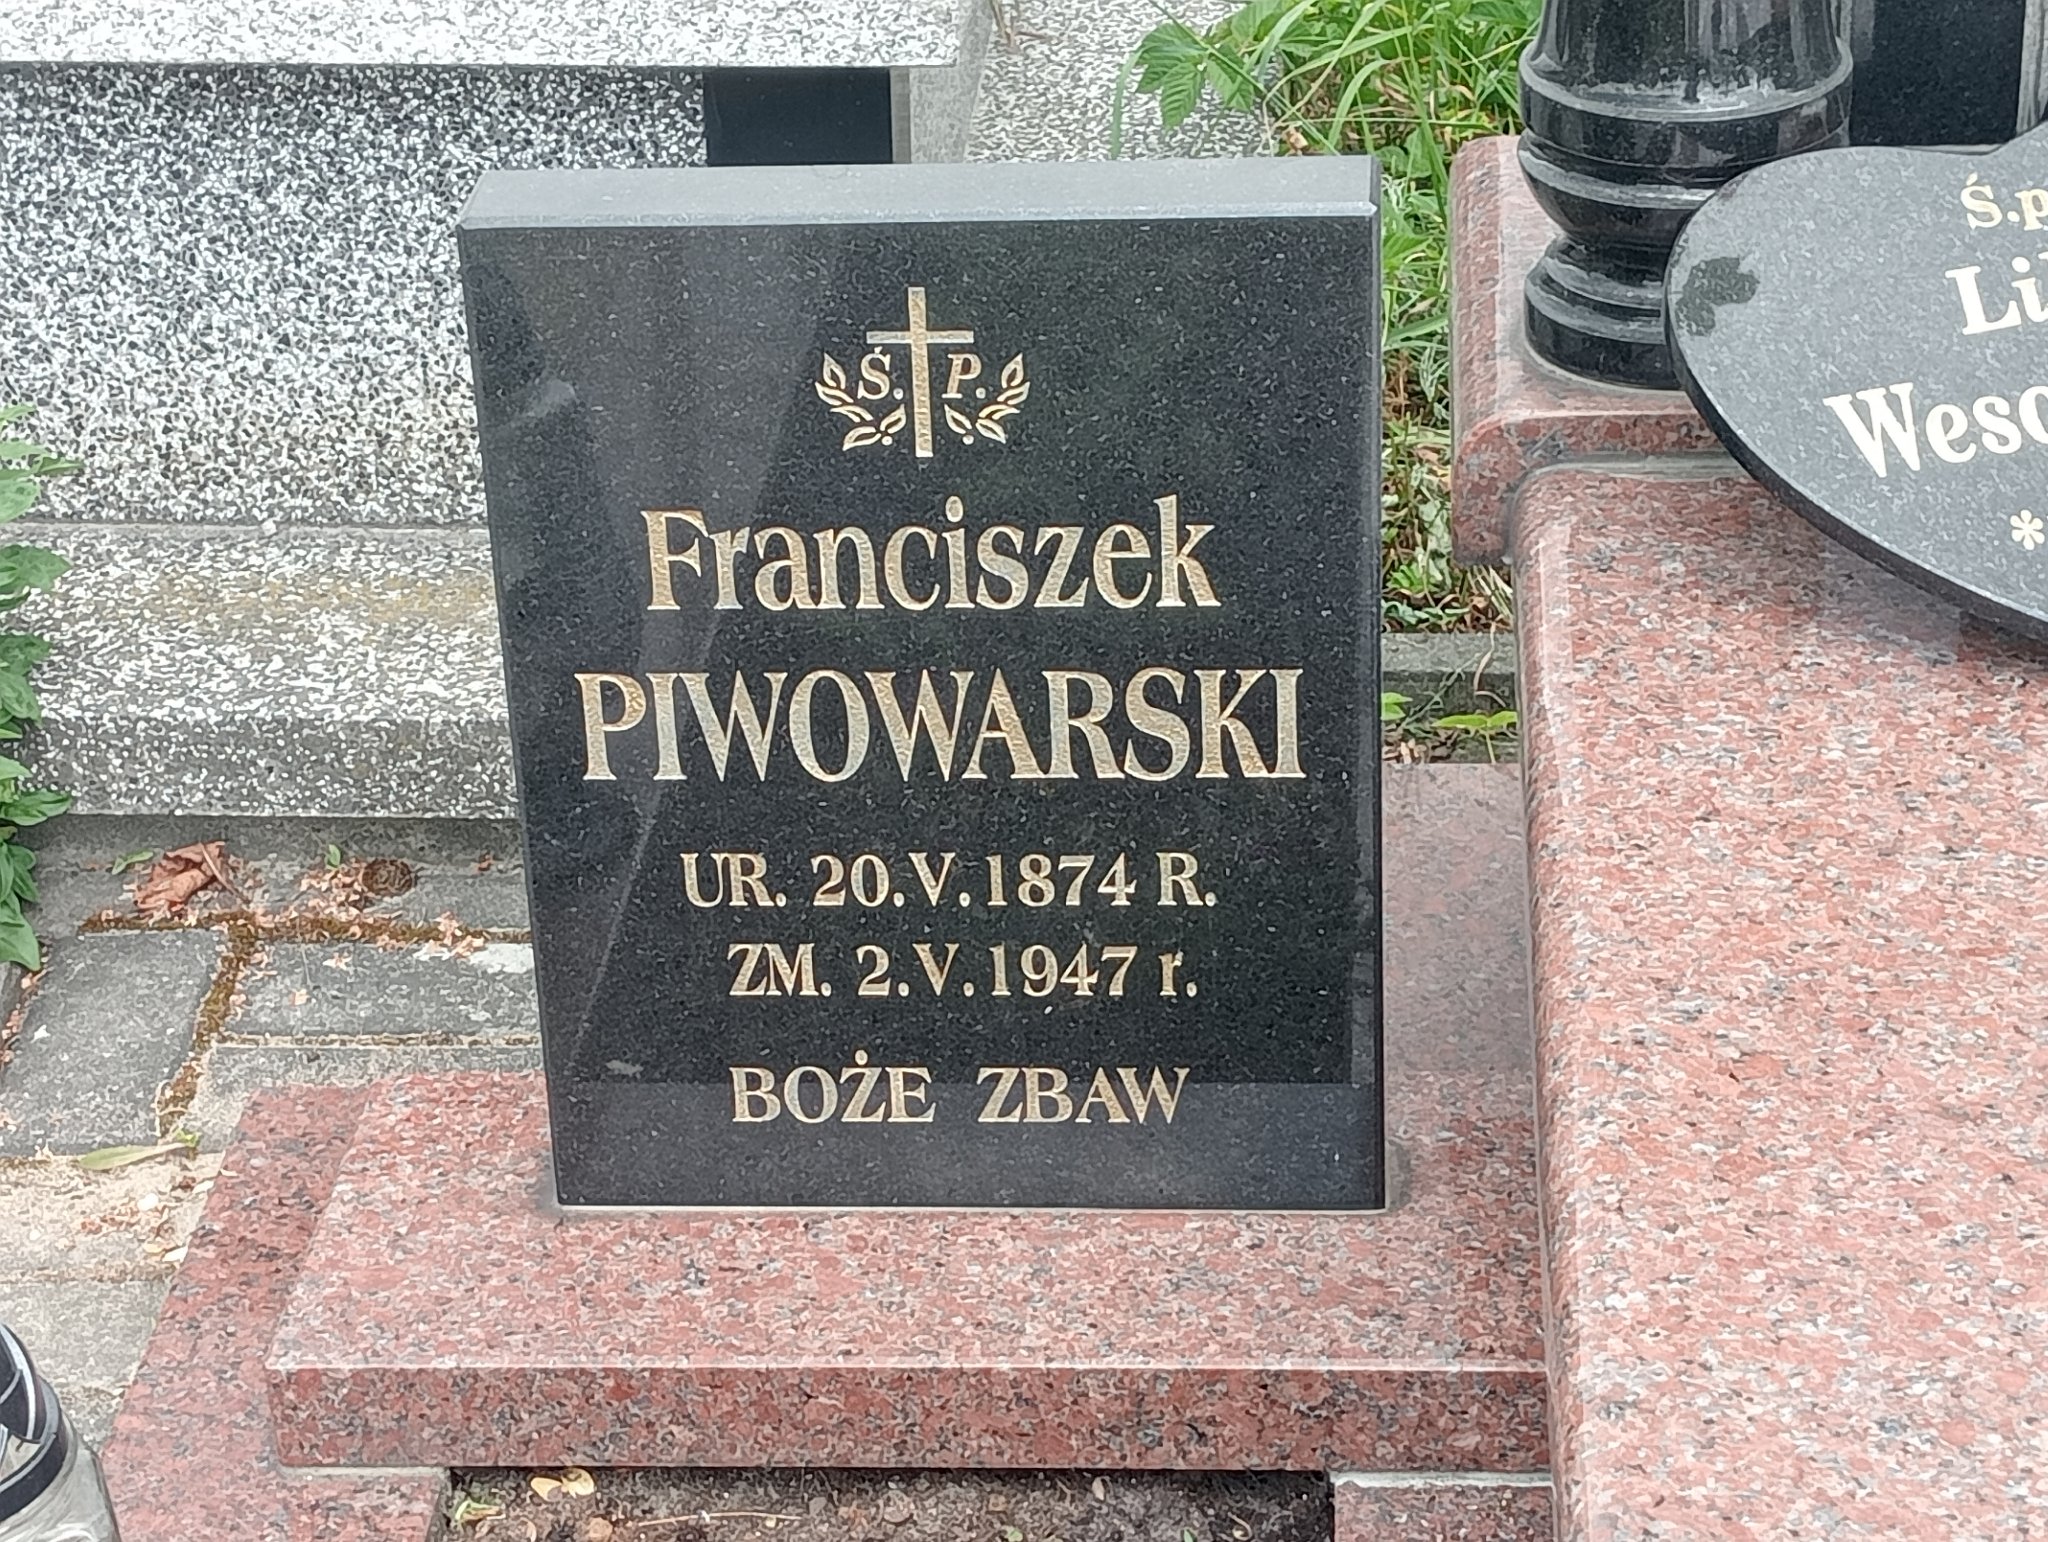 Ś. P.
Franciszek
PIWOWARSKI
UR. 20.V.1874 R.
ZM. 2.V.1947 r.
BOŻE ZBAW
*